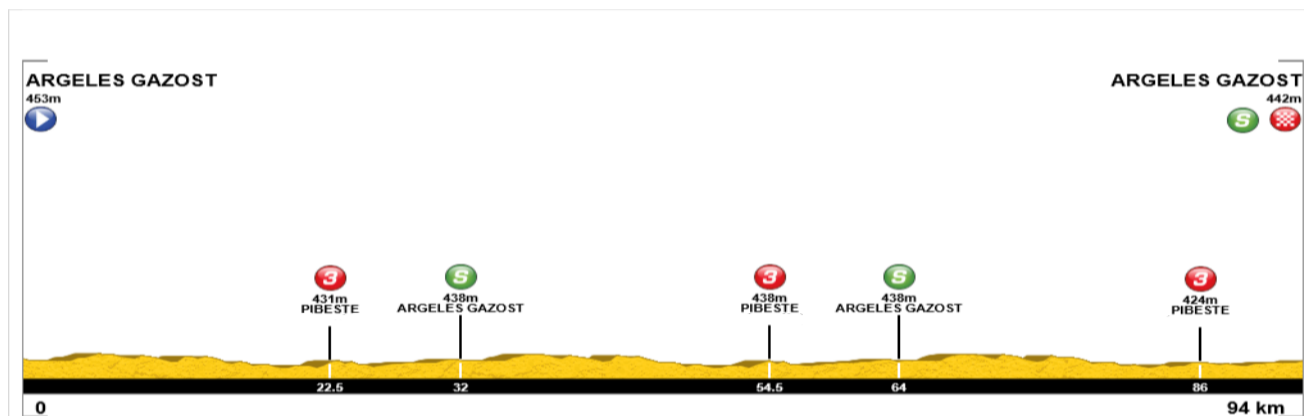 ARGELES GAZOST
453m
ARGELES GAZOST
442m
S
3
431m
PIBESTE
S
438m
ARGELES GAZOST
3
438m
PIBESTE
S
438m
ARGELES GAZOST
3
424m
PIBESTE
22.5
32
54.5
64
86
0
94 km